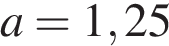 a = 1, 25